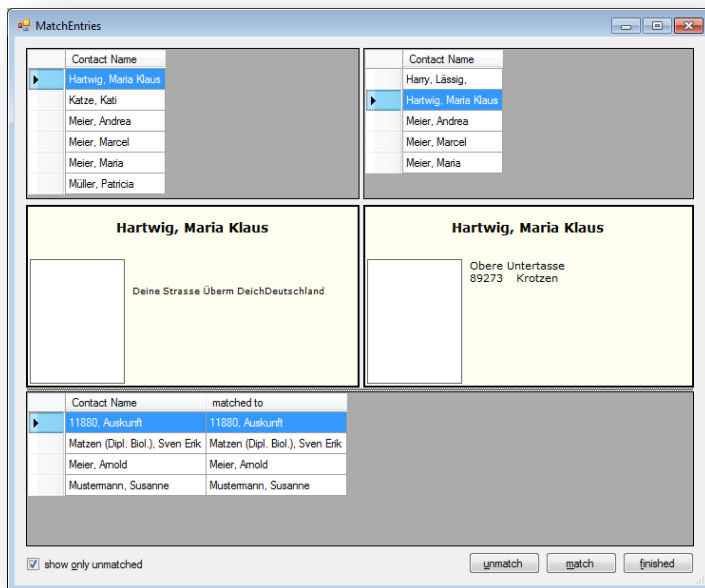 MatchEntries
Contact Name
Hartwig, Maria Klaus
Katze, Kati
Meier, Andrea
Meier, Marcel
Meier, Maria
Müller, Patricia
Contact Name
Harry, Lässig,
Hartwig, Maria Klaus
Meier, Andrea
Meier, Marcel
Meier, Maria
Hartwig, Maria Klaus
Deine Strasse Überm DeichDeutschland
Hartwig, Maria Klaus
Obere Untertasse
89273 Krotzen
Contact Name matched to
11880, Auskunft 11880, Auskunft
Matzen (Dipl. Biol.), Sven Erik Matzen (Dipl. Biol.), Sven Erik
Meier, Arnold Meier, Arnold
Mustermann, Susanne Mustermann, Susanne
show only unmatched
unmatch match finished